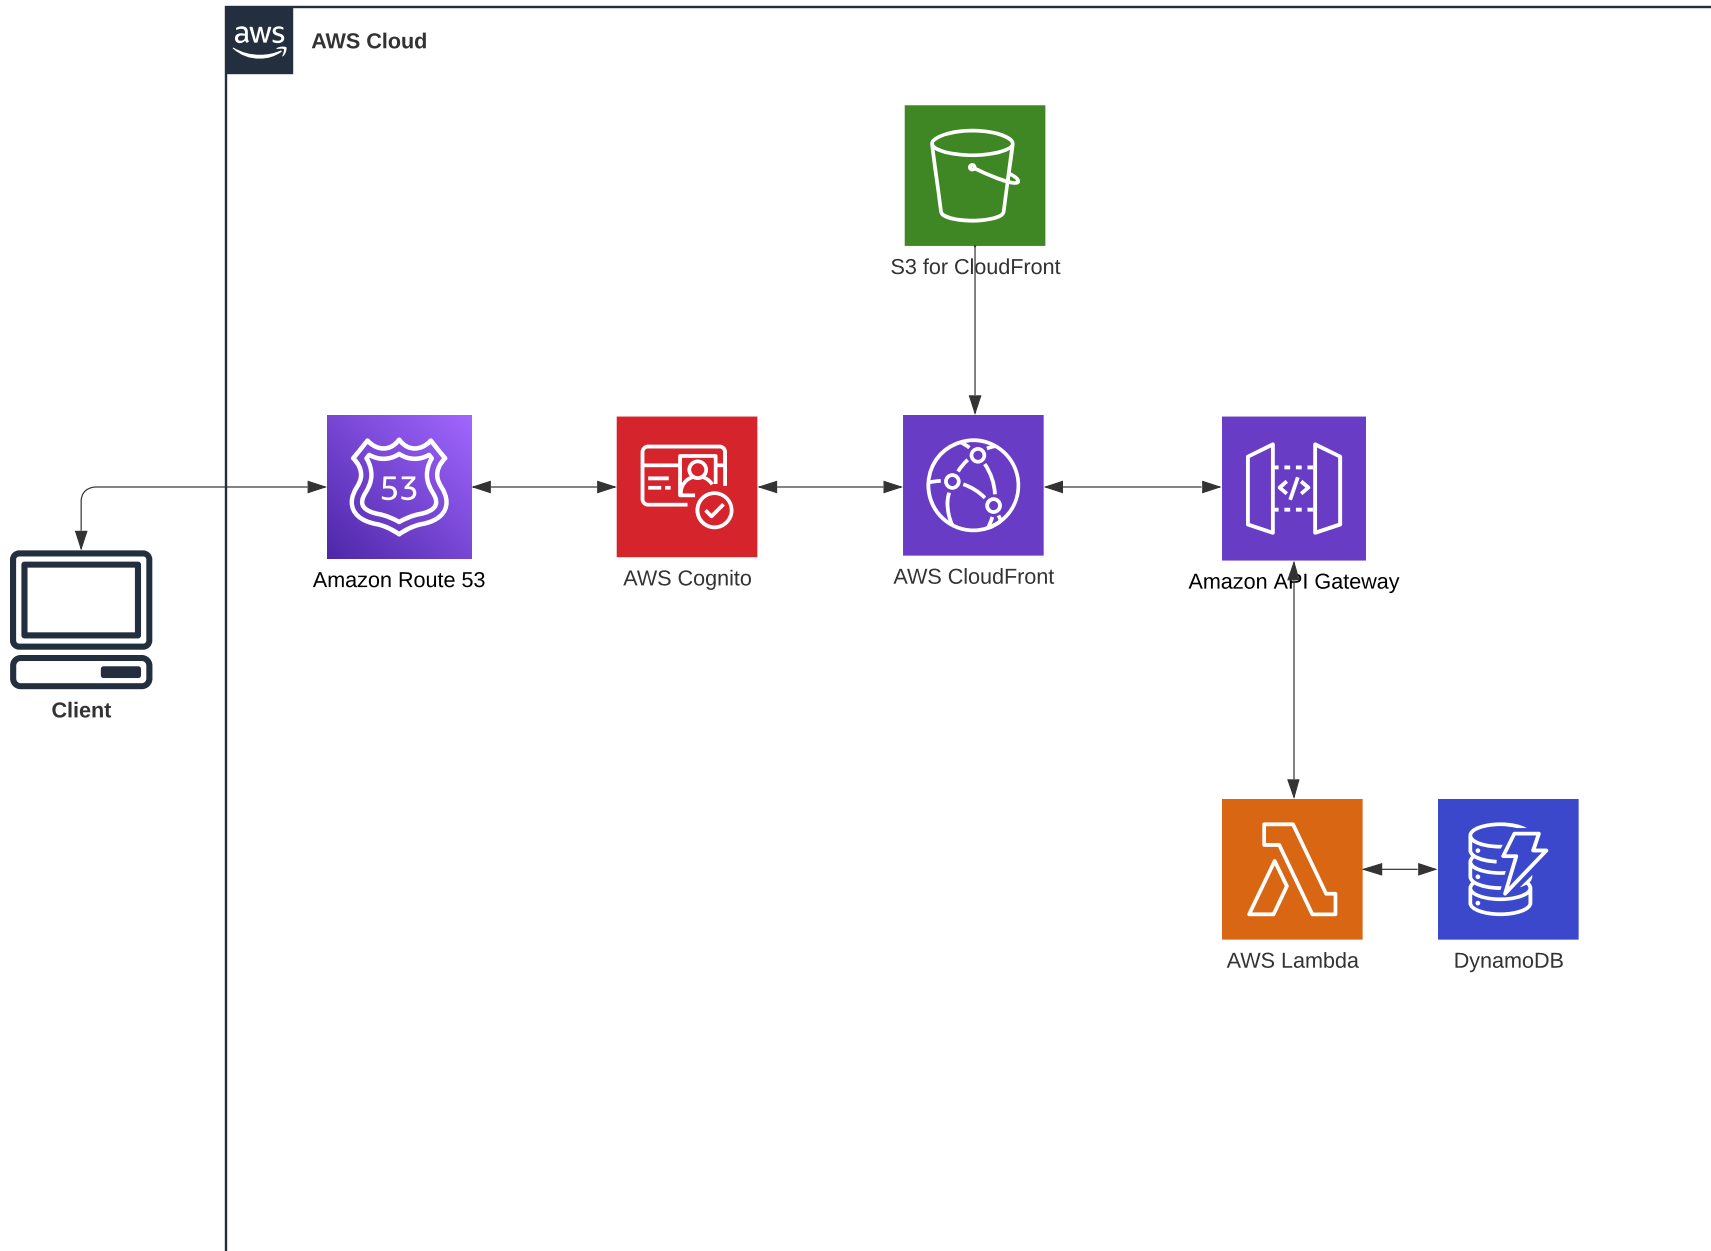 aws
AWS Cloud
S3 for CloudFront
53
Amazon Route 53
AWS Cognito
AWS CloudFront
</>
Amazon API Gateway
Client
AWS Lambda
DynamoDB